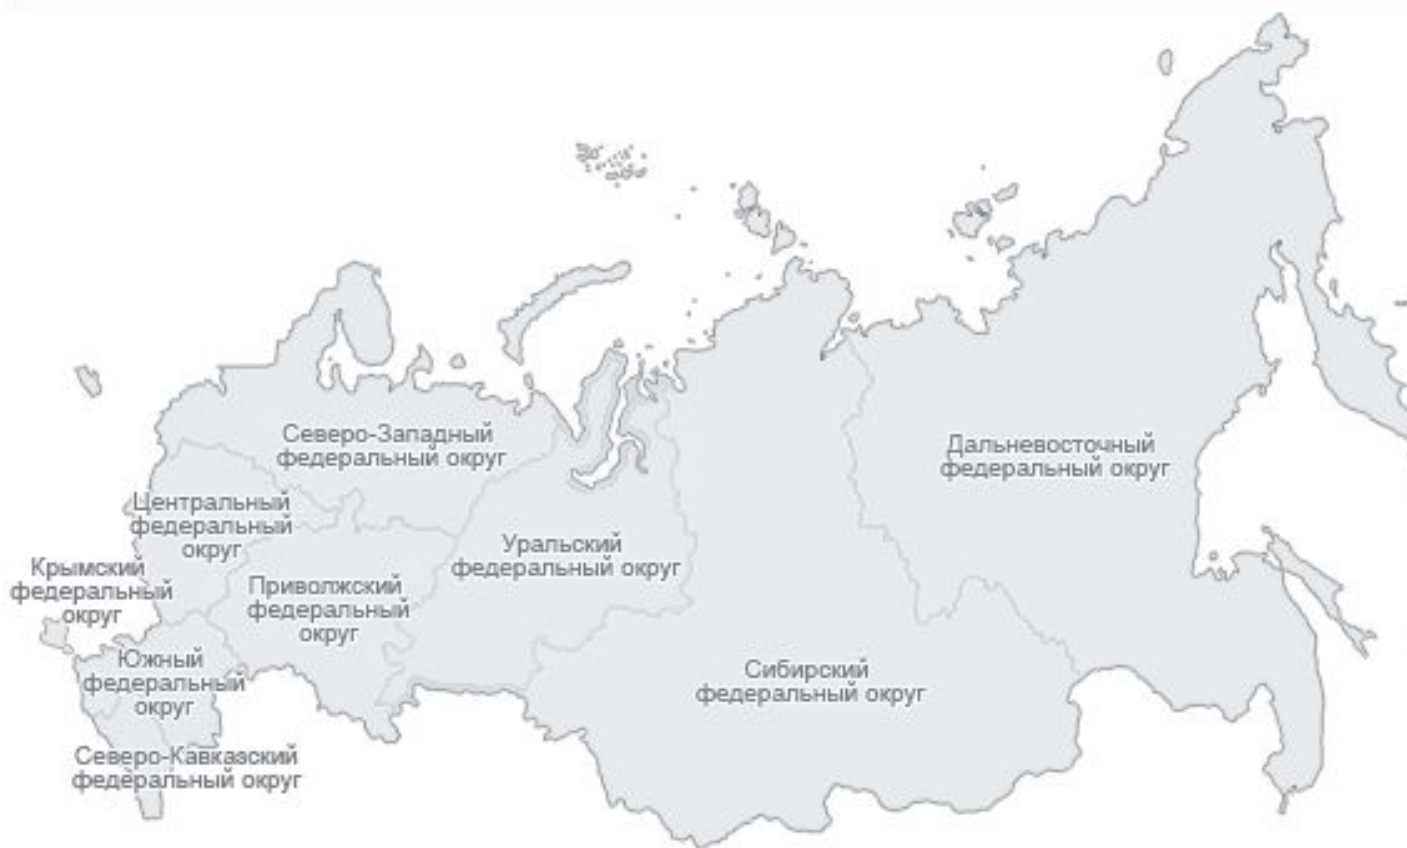 Северо-Западный
федеральный округ
Дальневосточный
федеральный округ
Центральный
федеральный
округ
Уральский
федеральный округ
Крымский
федеральный
округ
Приволжский
федеральный
округ
Южный
федеральный
округ
Сибирский
федеральный округ
Северо-Кавказский
федеральный округ